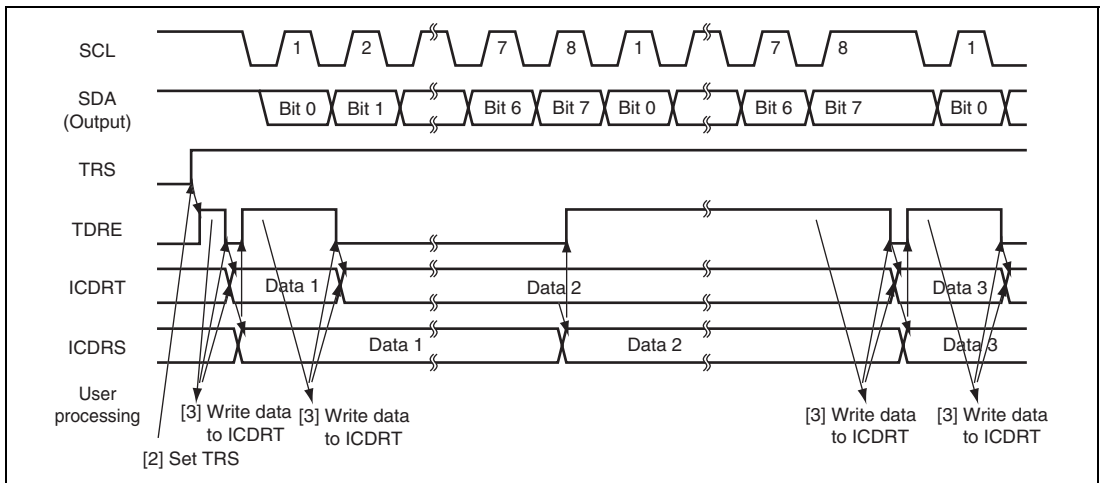 SCL 1 2 7 8 1 7 8 1
SDA
(Output) Bit 0 Bit 1 Bit 6 Bit 7 Bit 0 Bit 6 Bit 7 Bit 0
TRS
TDRE
ICDRT Data 1 Data 2 Data 3
ICDRS Data 1 Data 2 Data 3
User
processing
[3] Write data
to ICDRT
[3] Write data
to ICDRT
[3] Write data
to ICDRT
[3] Write data
to ICDRT
[2] Set TRS